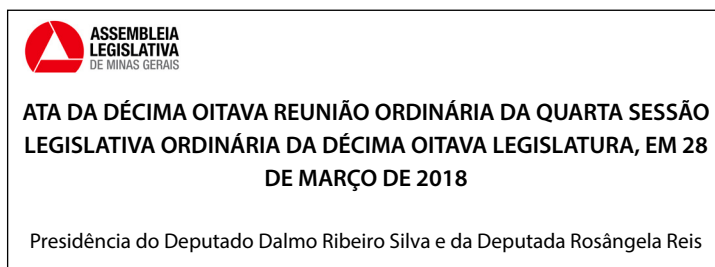 ASSEMBLEIA
LEGISLATIVA
DE MINAS GERAIS
ATA DA DÉCIMA OITAVA REUNIÃO ORDINÁRIA DA QUARTA SESSÃO
LEGISLATIVA ORDINÁRIA DA DÉCIMA OITAVA LEGISLATURA, EM 28
DE MARÇO DE 2018
Presidência do Deputado Dalmo Ribeiro Silva e da Deputada Rosângela Reis